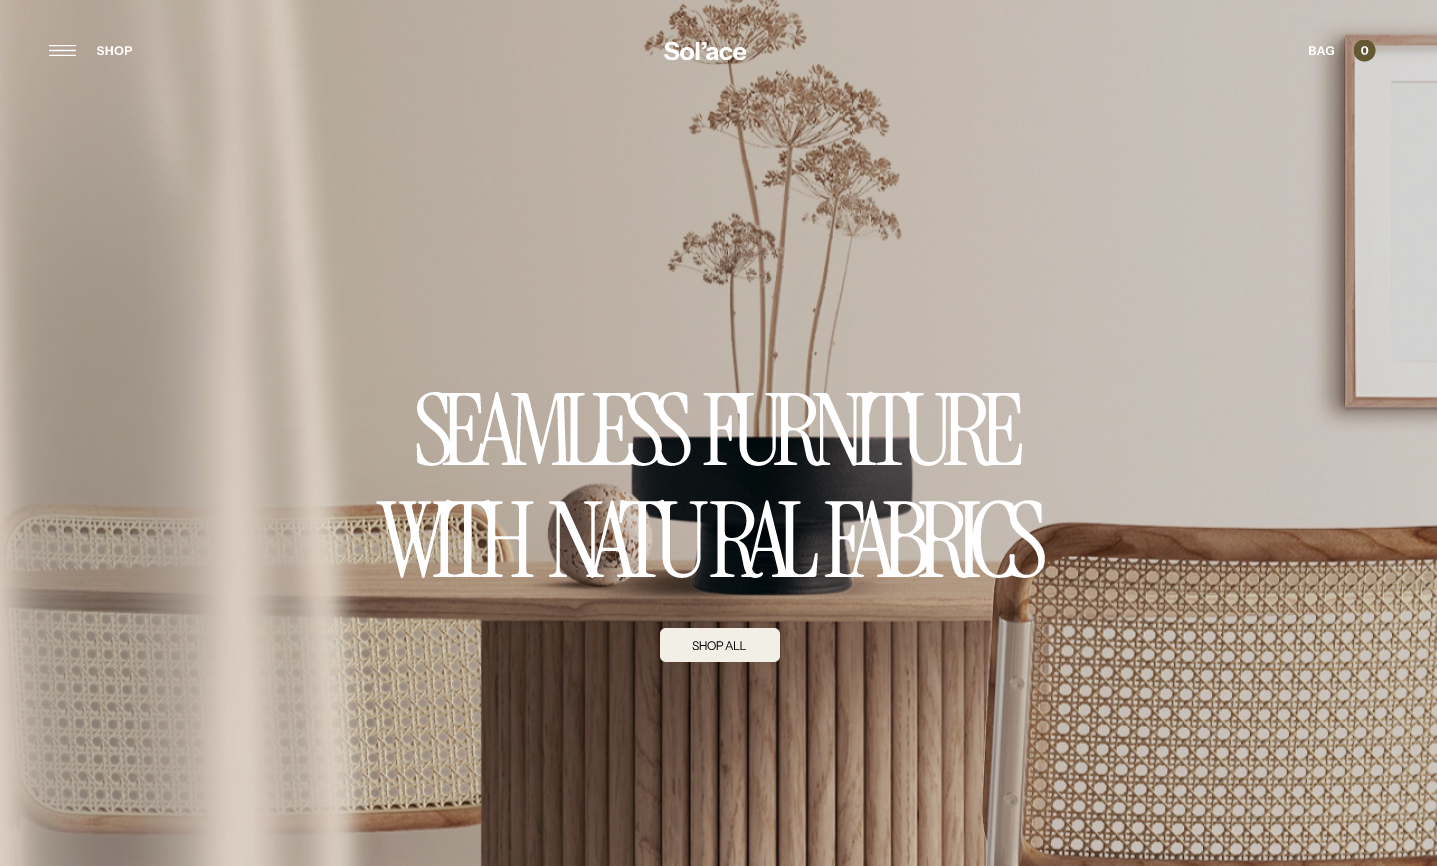 SHOP
Sol'ace
BAG
0
SEAMLESS FURNITURE
WITH NATURAL FABRICS
SHOP ALL